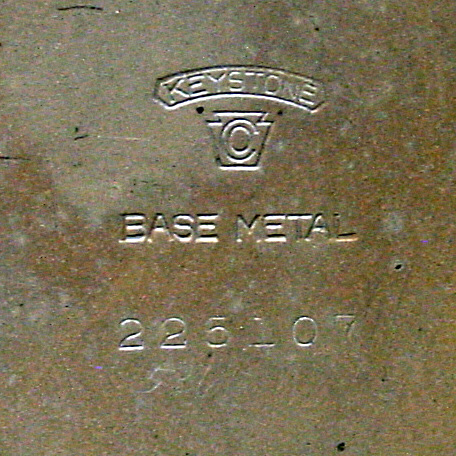 KEYSTONE
C
BASE METAL
225107